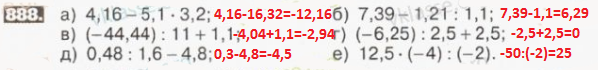 888. а) 4,16 – 5,1 · 3,2; 4,16-16,32=-12,16 б) 7,39 – 1,21 : 1,1; 7,39-1,1=6,29
в) (–44,44) : 11 + 1,1; -4,04+1,1=-2,94 г) (–6,25) : 2,5 + 2,5; -2,5+2,5=0
д) 0,48 : 1,6 – 4,8; 0,3-4,8=-4,5 е) 12,5 · (–4) : (–2). -50:(-2)=25